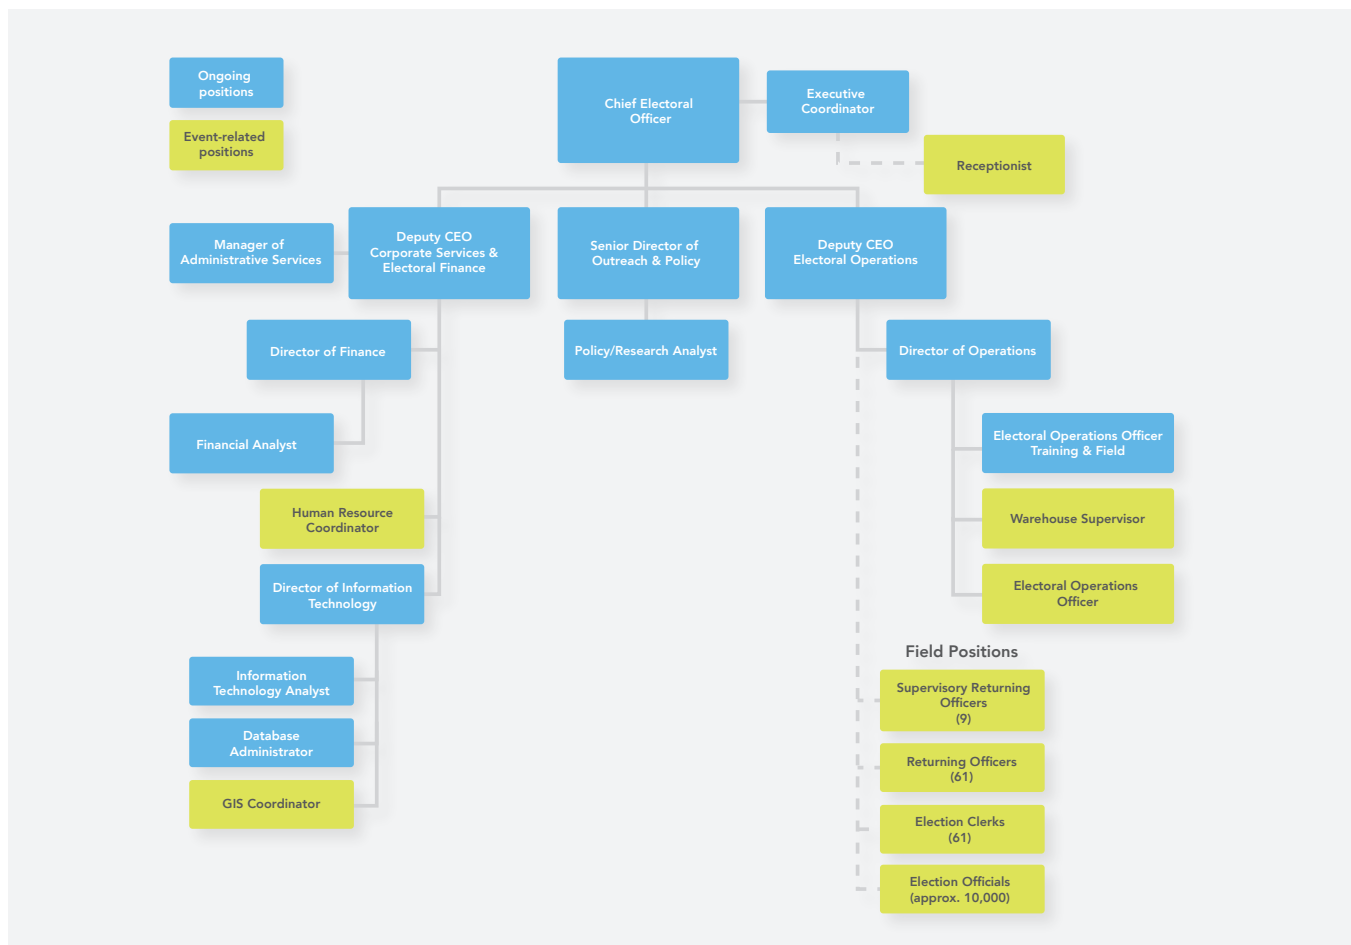 Ongoing
positions
Event-related
positions
Chief Electoral
Officer
Executive
Coordinator
Receptionist
Manager of
Administrative Services
Deputy CEO
Corporate Services &
Electoral Finance
Senior Director of
Outreach & Policy
Deputy CEO
Electoral Operations
Director of Finance
Policy/Research Analyst
Director of Operations
Financial Analyst
Electoral Operations Officer
Training & Field
Human Resource
Coordinator
Warehouse Supervisor
Director of Information
Technology
Electoral Operations
Officer
Information
Technology Analyst
Database
Administrator
GIS Coordinator
Field Positions
Supervisory Returning
Officers
(9)
Returning Officers
(61)
Election Clerks
(61)
Election Officials
(approx. 10,000)